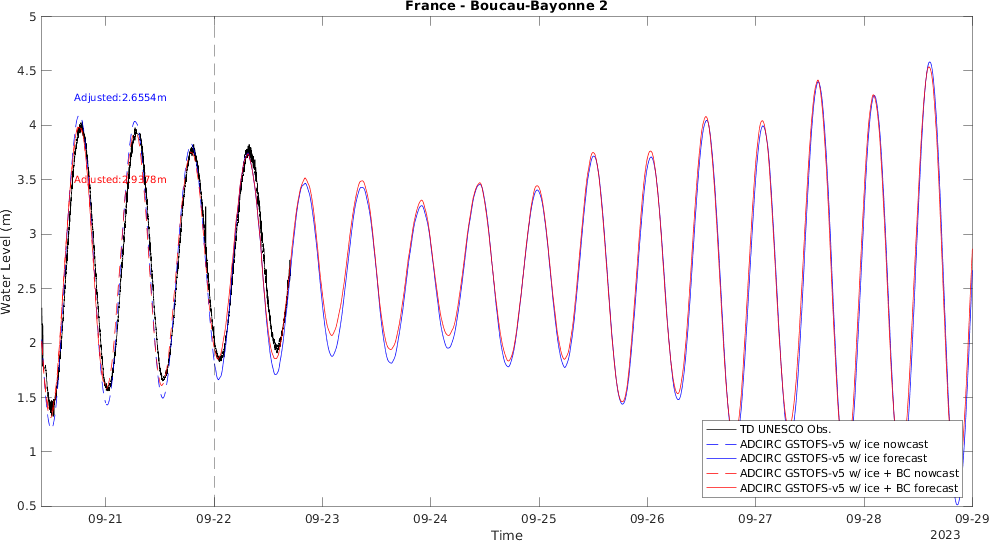 France - Boucau-Bayonne 2
5
4.5
4
3.5
3
2.5
2
1.5
1
0.5
Water Level (m)
Adjusted:2.6554m
Adjusted:2.9378m
TD UNESCO Obs.
ADCIRC GSTOFS-v5 w/ ice nowcast
ADCIRC GSTOFS-v5 w/ ice forecast
ADCIRC GSTOFS-v5 w/ ice + BC nowcast
ADCIRC GSTOFS-v5 w/ ice + BC forecast
09-21 09-22 09-23 09-24 09-25 09-26 09-27 09-28 09-29
Time
2023